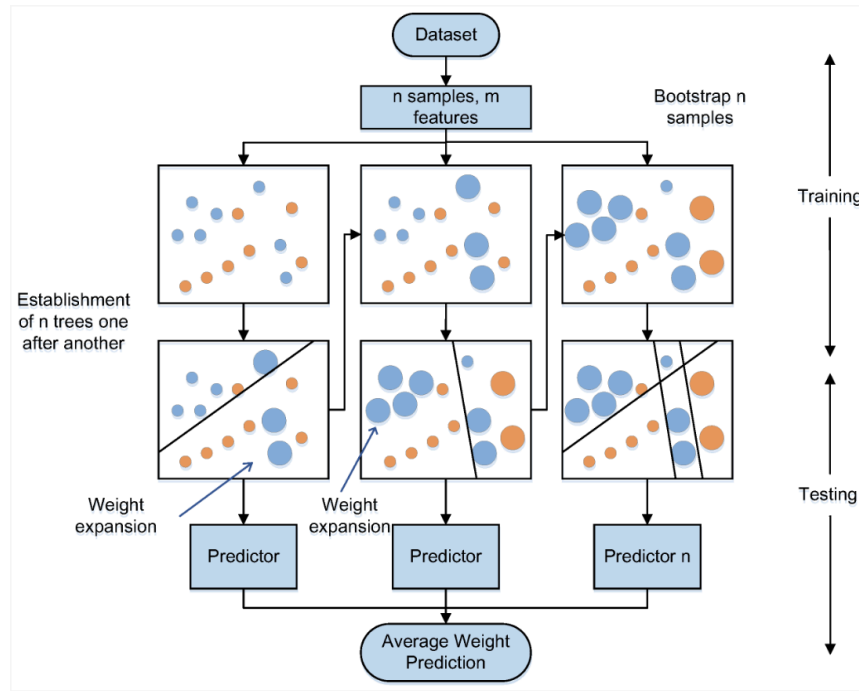 Dataset
n samples, m
features
Bootstrap n
samples
Training
Establishment
of n trees one
after another
Weight
expansion
Weight
expansion
Testing
Predictor
Predictor
Predictor n
Average Weight
Prediction